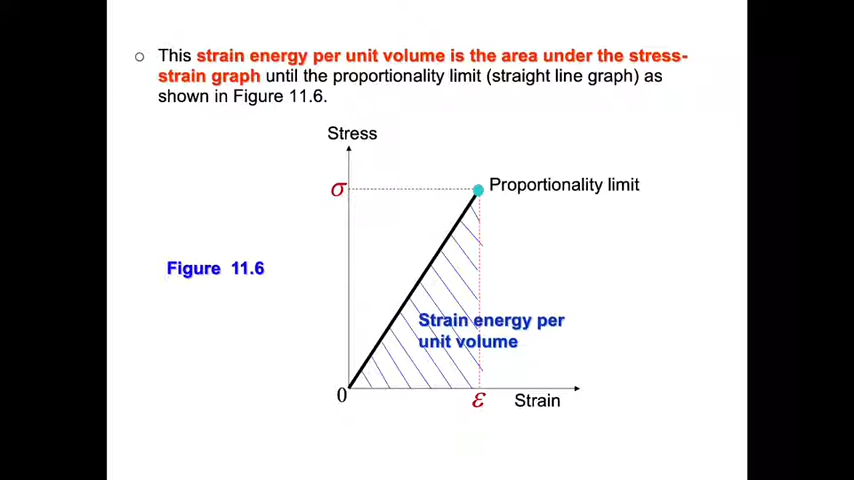 ○ This strain energy per unit volume is the area under the stress-
strain graph until the proportionality limit (straight line graph) as
shown in Figure 11.6.
Stress
σ
Proportionality limit
Figure 11.6
Strain energy per
unit volume
0
ε
Strain